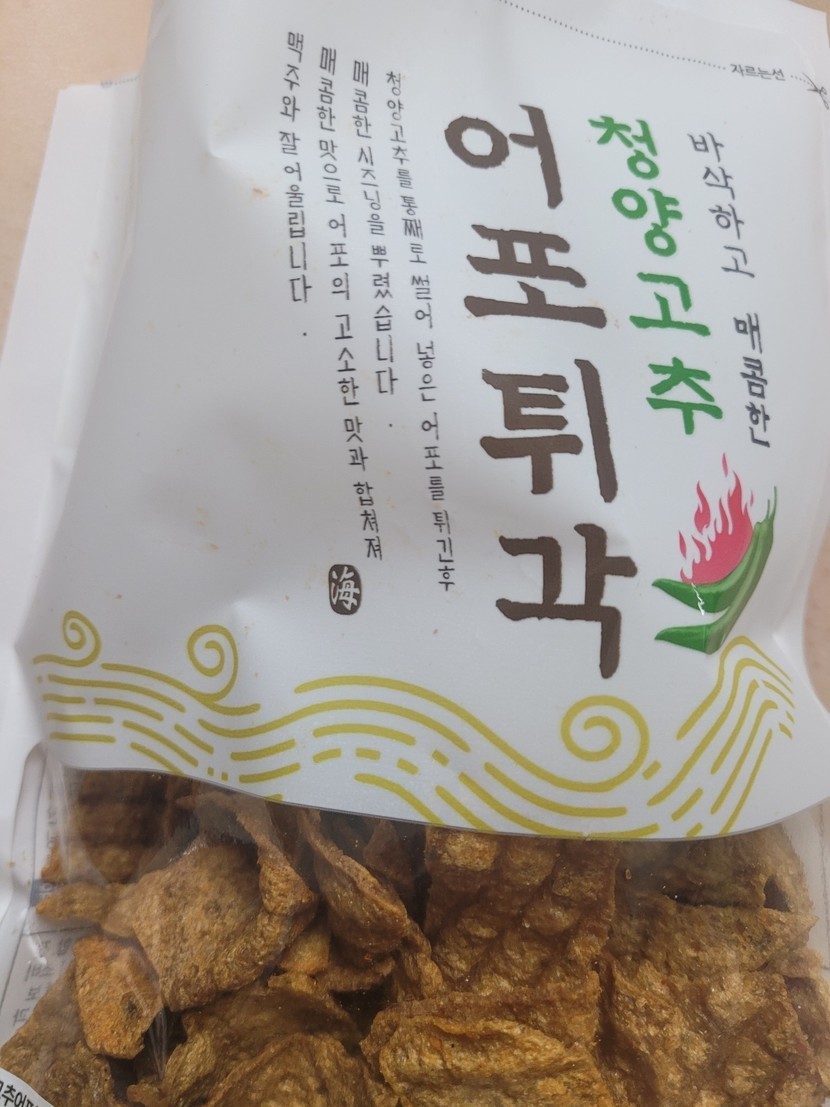 자르는선
바삭하고 매콤한
청양고추
어포튀각
청양고추를 통째로 썰어 넣은 어포를 튀긴후
매콤한 시즈닝을 뿌렸습니다.
매콤한 맛으로 어포의 고소한 맛과 합쳐져
맥주와 잘 어울립니다.
海